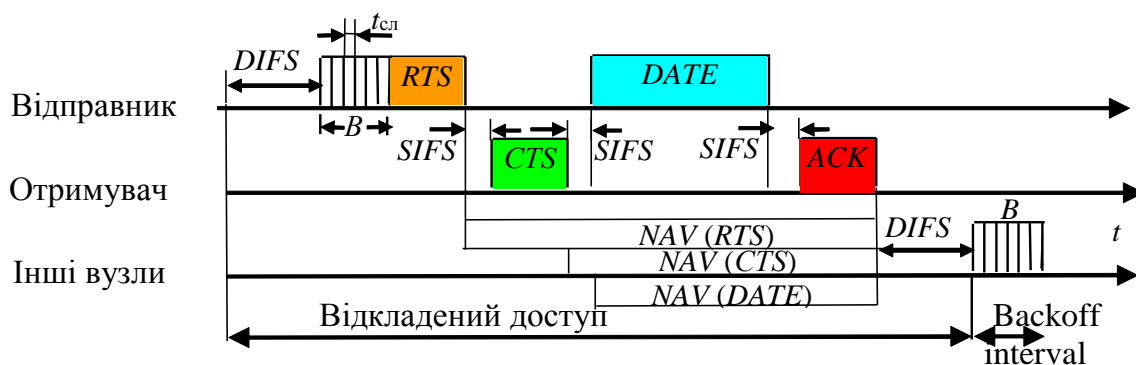 tсл
DIFS
RTS
DATE
Відправник
B
SIFS
CTS
SIFS
SIFS
ACK
Отримувач
NAV (RTS)
DIFS
B
t
NAV (CTS)
Інші вузли
NAV (DATE)
Відкладений доступ
Backoff
interval